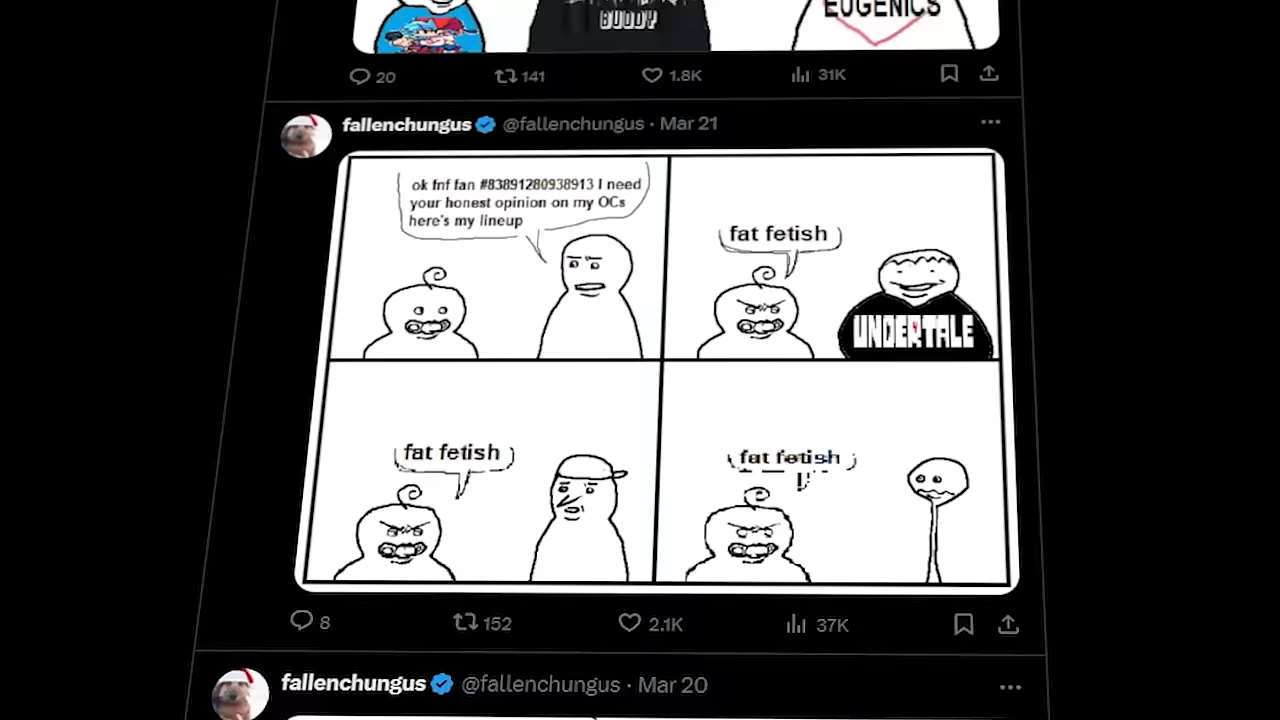 BUDDY
EUGENICS
20 141 1.8K 31K
fallenchungus @fallenchungus · Mar 21
ok fnf fan #83891280938913 I need
your honest opinion on my OCs
here's my lineup
fat fetish
UNDERTALE
fat fetish
fat fetish
8 152 2.1K 37K
fallenchungus @fallenchungus · Mar 20